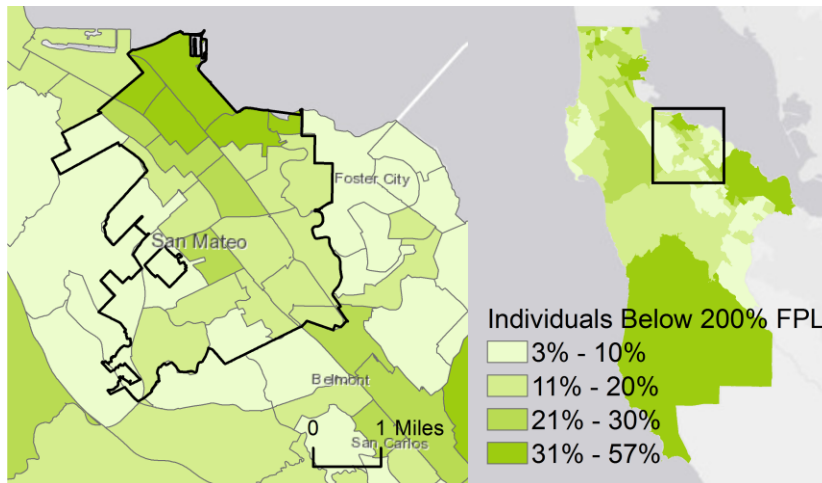 Foster City
San Mateo
Belmont
0 1 Miles
San Carlos
Individuals Below 200% FPL
3% - 10%
11% - 20%
21% - 30%
31% - 57%